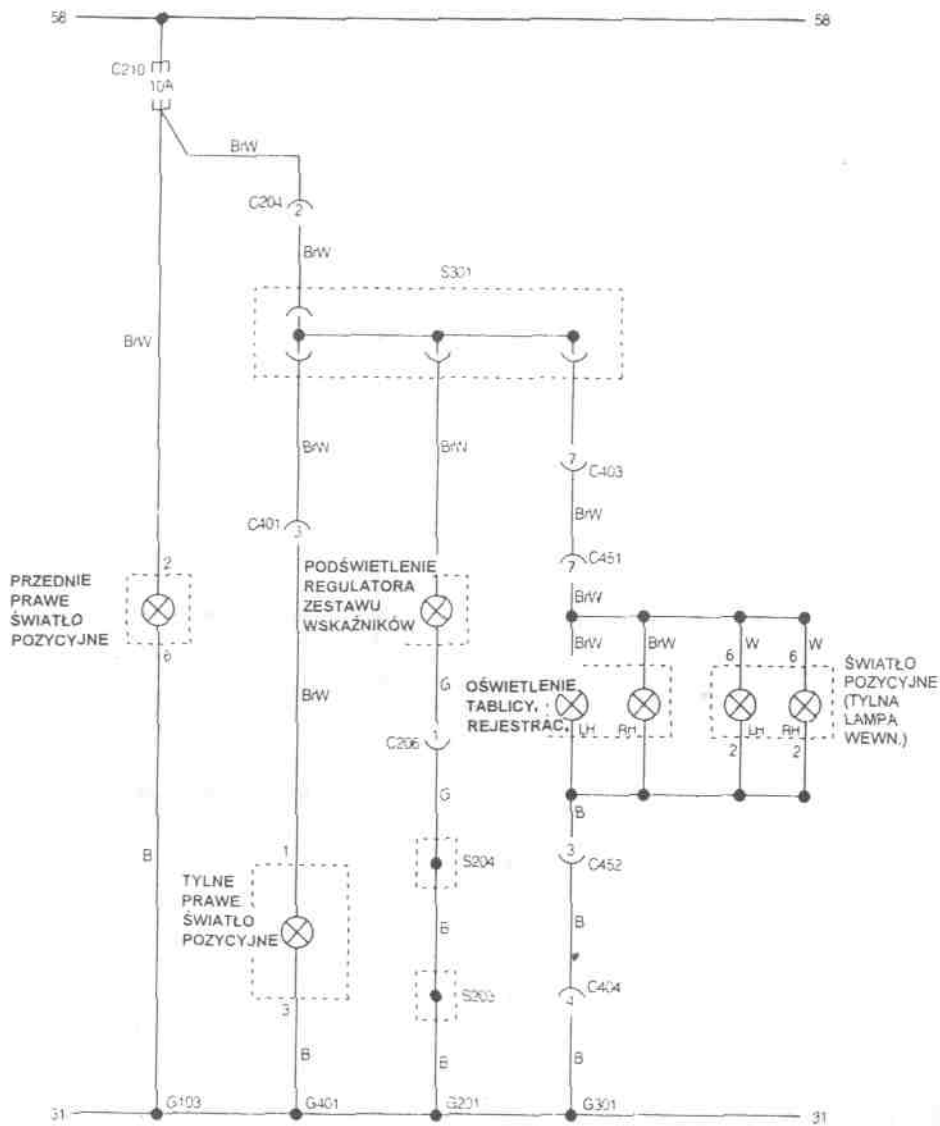 58
58
C210
10A
BrW
C204
2
BrW
S301
BrW
BrW
BrW
7
C403
BrW
C401
3
C451
7
BrW
PRZEDNIE
PRAWE
ŚWIATŁO
POZYCYJNE
2
6
PODŚWIETLENIE
REGULATORA
ZESTAWU
WSKAŹNIKÓW
BrW
BrW
W
W
6
6
OŚWIETLENIE
TABLICY.
REJESTRAC.
LH
RH
LH
RH
2
2
ŚWIATŁO
POZYCYJNE
(TYLNA
LAMPA
WEWN.)
BrW
G
C206
1
G
B
3
C452
B
TYLNE
PRAWE
ŚWIATŁO
POZYCYJNE
1
3
S204
B
S203
B
B
C404
4
B
B
31
G103
G401
G201
G301
31